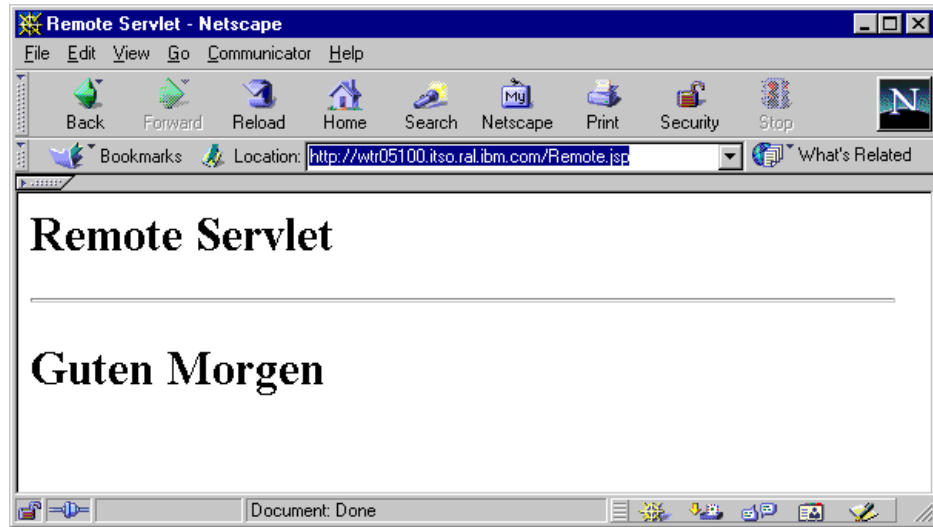 Remote Servlet - Netscape
File Edit View Go Communicator Help
My N
Back Forward Reload Home Search Netscape Print Security Stop
Bookmarks Location: http://wtr05100.itso.ral.ibm.com/Remote.jsp What's Related
Remote Servlet
Guten Morgen
Document: Done